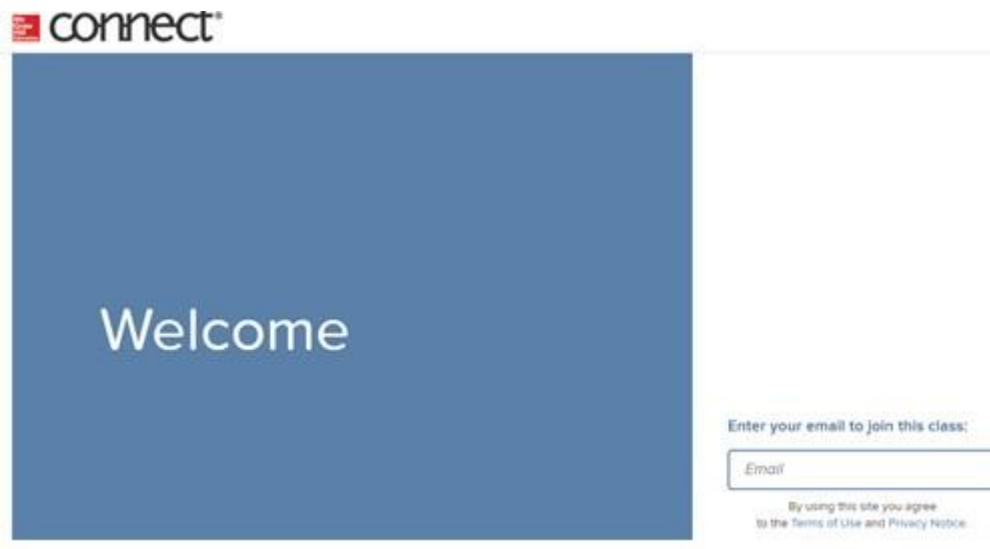 connect®
Welcome
Enter your email to join this class:
Email
By using this site you agree
to the Terms of Use and Privacy Notice.